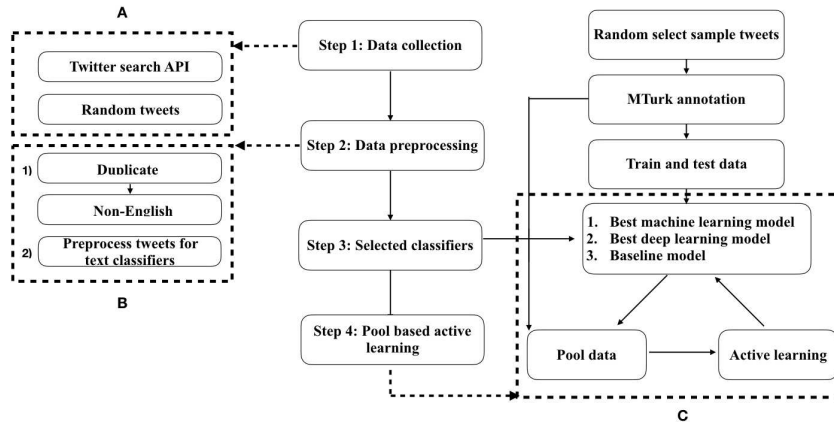 A
Twitter search API
Random tweets
1)
Duplicate
Non-English
2)
Preprocess tweets for
text classifiers
B
Step 1: Data collection
Step 2: Data preprocessing
Step 3: Selected classifiers
Step 4: Pool based active
learning
Random select sample tweets
MTurk annotation
Train and test data
1. Best machine learning model
2. Best deep learning model
3. Baseline model
Pool data
Active learning
C